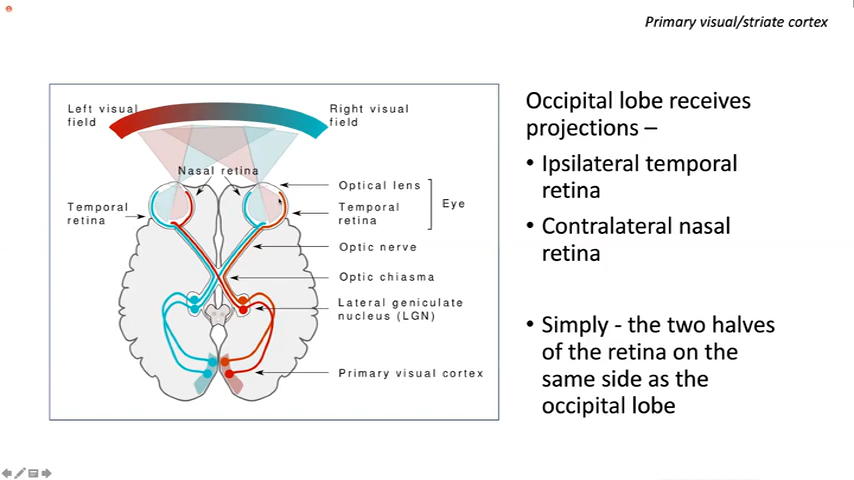 Primary visual/striate cortex
Left visual
field
Right visual
field
Nasal retina
Optical lens
Temporal
retina
Temporal
retina
Eye
Optic nerve
Optic chiasma
Lateral geniculate
nucleus (LGN)
Primary visual cortex
Occipital lobe receives
projections –
• Ipsilateral temporal
retina
• Contralateral nasal
retina
• Simply - the two halves
of the retina on the
same side as the
occipital lobe